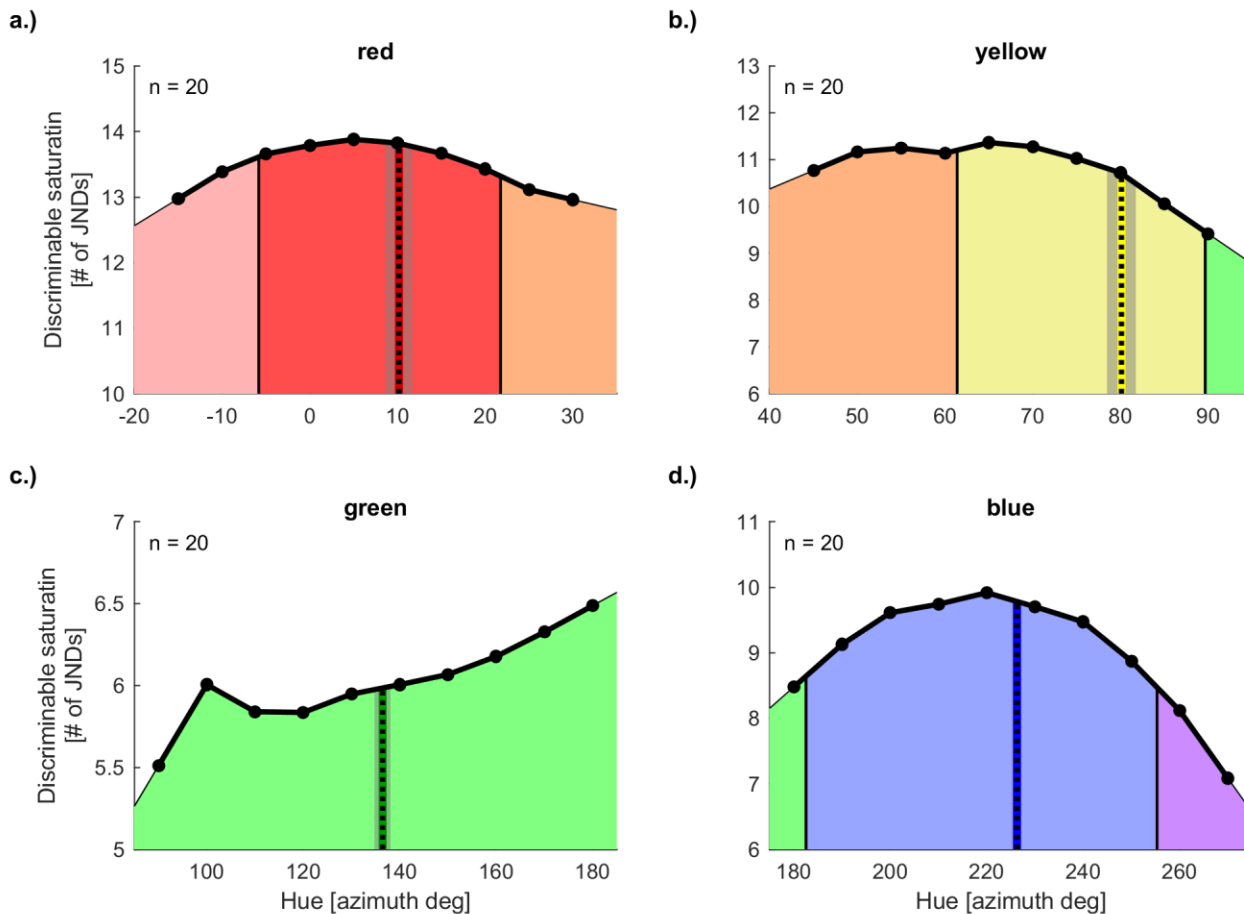 a.)
red
n = 20
Discriminable saturatin
[# of JNDs]
15
14
13
12
11
10
-20 -10 0 10 20 30
b.)
yellow
n = 20
13
12
11
10
9
8
7
6
40 50 60 70 80 90
c.)
green
n = 20
Discriminable saturatin
[# of JNDs]
7
6.5
6
5.5
5
100 120 140 160 180
Hue [azimuth deg]
d.)
blue
n = 20
11
10
9
8
7
6
180 200 220 240 260
Hue [azimuth deg]